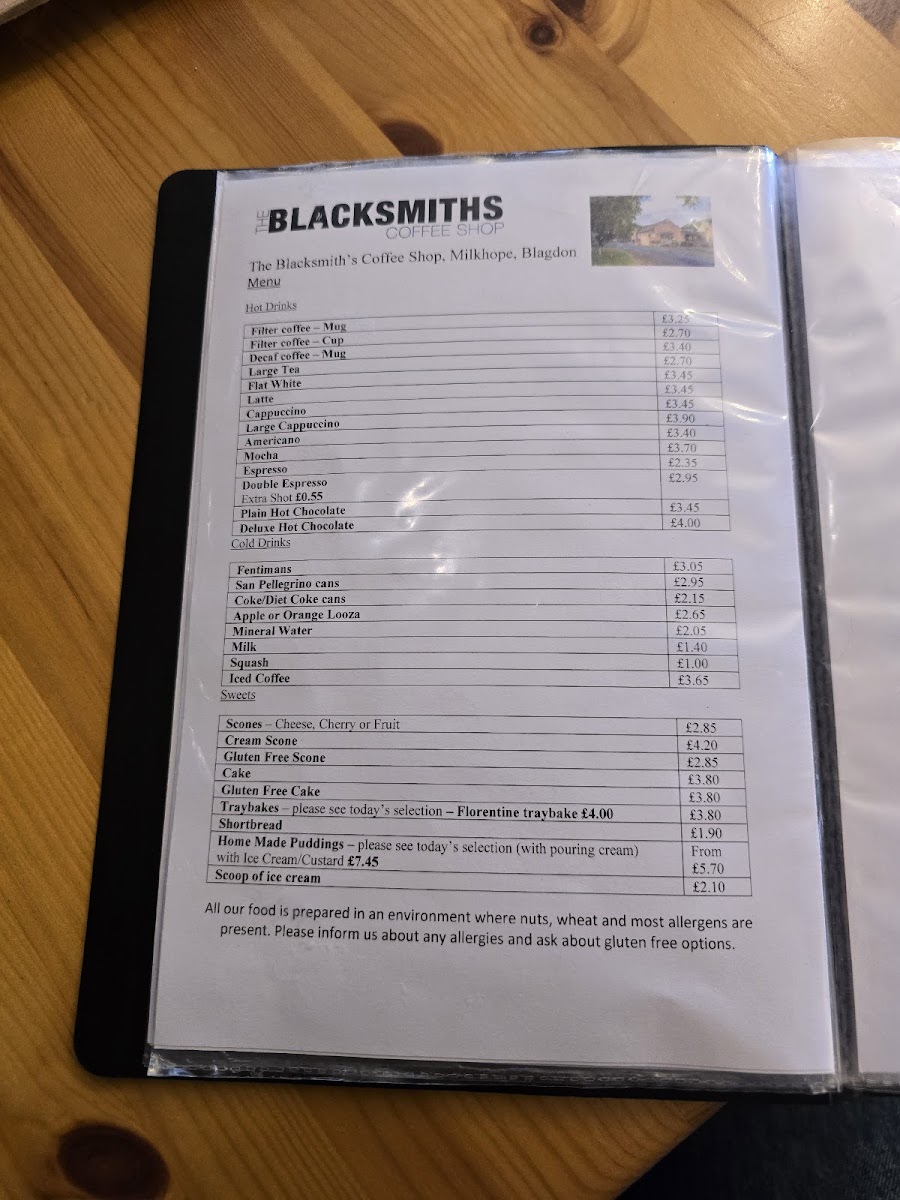 THE BLACKSMITHS
COFFEE SHOP
The Blacksmith's Coffee Shop, Milkhope, Blagdon
Menu
Hot Drinks
Filter coffee – Mug £3.25
Filter coffee – Cup £2.70
Decaf coffee – Mug £3.40
Large Tea £2.70
Flat White £3.45
Latte £3.45
Cappuccino £3.45
Large Cappuccino £3.90
Americano £3.40
Mocha £3.70
Espresso £2.35
Double Espresso £2.95
Extra Shot £0.55
Plain Hot Chocolate £3.45
Deluxe Hot Chocolate £4.00
Cold Drinks
Fentimans £3.05
San Pellegrino cans £2.95
Coke/Diet Coke cans £2.15
Apple or Orange Looza £2.65
Mineral Water £2.05
Milk £1.40
Squash £1.00
Iced Coffee £3.65
Sweets
Scones – Cheese, Cherry or Fruit £2.85
Cream Scone £4.20
Gluten Free Scone £2.85
Cake £3.80
Gluten Free Cake £3.80
Traybakes – please see today's selection – Florentine traybake £4.00 £3.80
Shortbread £1.90
Home Made Puddings – please see today's selection (with pouring cream) From
with Ice Cream/Custard £7.45 £5.70
Scoop of ice cream £2.10
All our food is prepared in an environment where nuts, wheat and most allergens are
present. Please inform us about any allergies and ask about gluten free options.